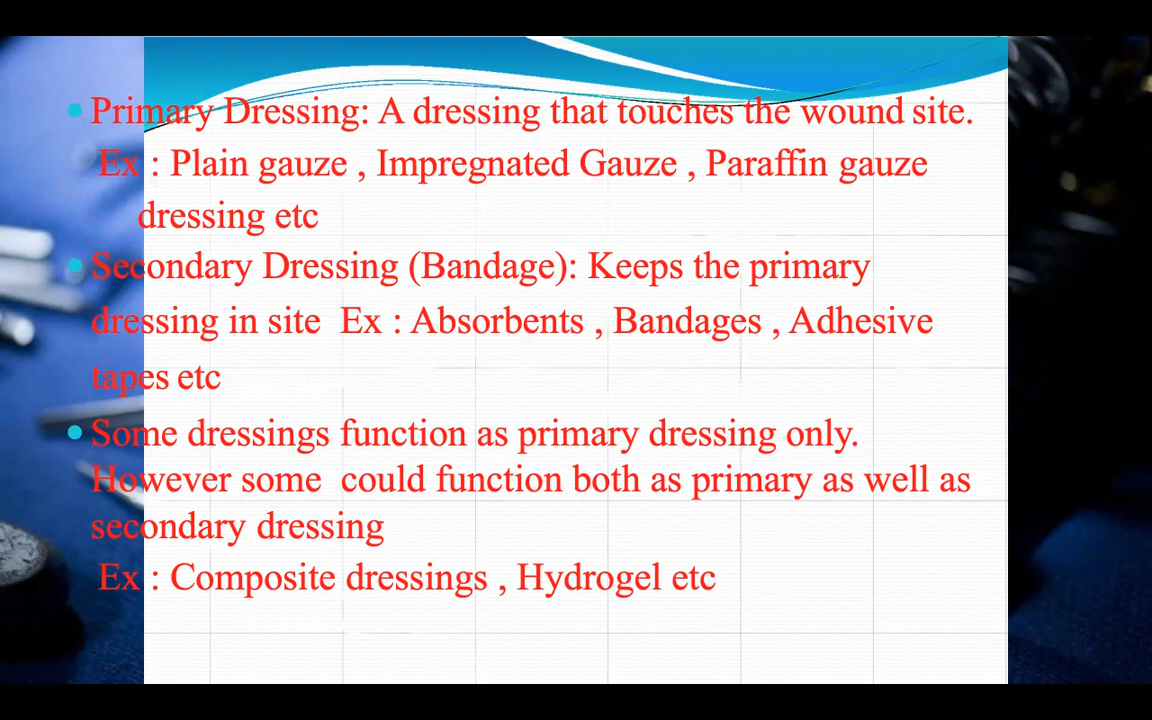 • Primary Dressing: A dressing that touches the wound site.
Ex : Plain gauze , Impregnated Gauze , Paraffin gauze
dressing etc
• Secondary Dressing (Bandage): Keeps the primary
dressing in site Ex : Absorbents , Bandages , Adhesive
tapes etc
• Some dressings function as primary dressing only.
However some could function both as primary as well as
secondary dressing
Ex : Composite dressings , Hydrogel etc